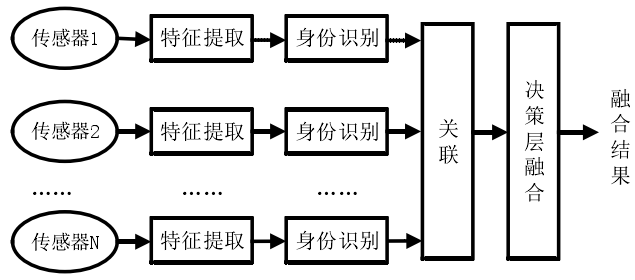 传感器1 特征提取 身份识别
传感器2 特征提取 身份识别
…… …… ……
传感器N 特征提取 身份识别
关联
决策层融合
融合结果